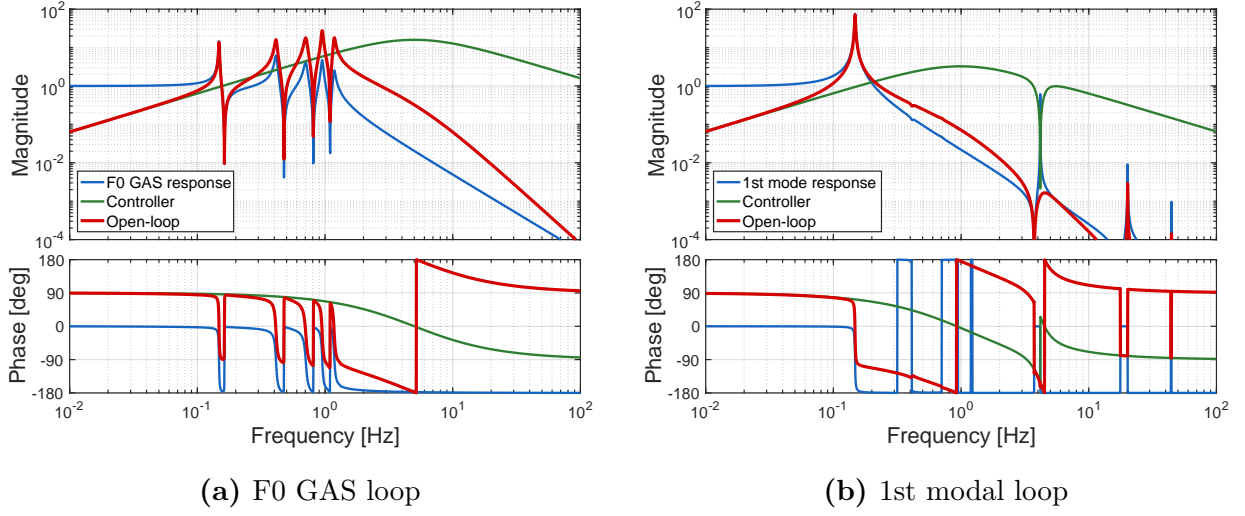 10^2
10^0
10^-2
10^-4
Magnitude
F0 GAS response
Controller
Open-loop
180
90
0
-90
-180
Phase [deg]
10^-2 10^-1 10^0 10^1 10^2
Frequency [Hz]
(a) F0 GAS loop
10^2
10^0
10^-2
10^-4
Magnitude
1st mode response
Controller
Open-loop
180
90
0
-90
-180
Phase [deg]
10^-2 10^-1 10^0 10^1 10^2
Frequency [Hz]
(b) 1st modal loop